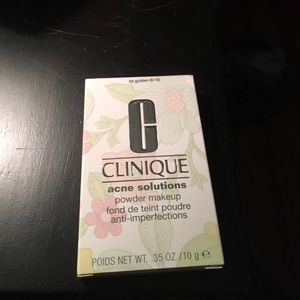 24 golden (D-G)
C
CLINIQUE
acne solutions
powder makeup
fond de teint poudre
anti-imperfections
POIDS NET WT. .35 OZ./10 g ℮